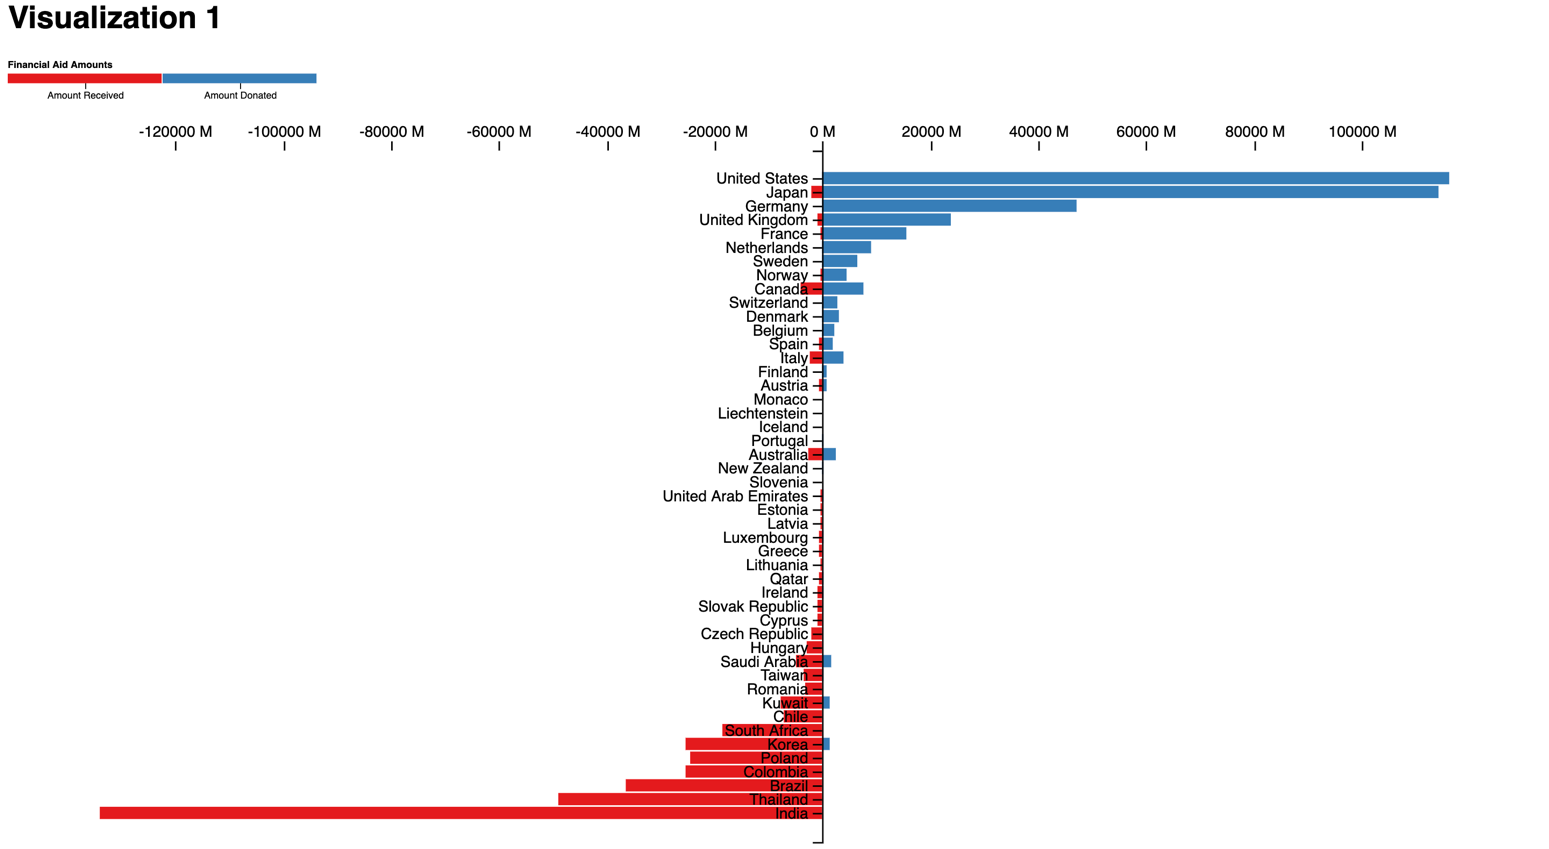 Visualization 1
Financial Aid Amounts
Amount Received Amount Donated
-120000 M -100000 M -80000 M -60000 M -40000 M -20000 M 0 M 20000 M 40000 M 60000 M 80000 M 100000 M
United States
Japan
Germany
United Kingdom
France
Netherlands
Sweden
Norway
Canada
Switzerland
Denmark
Belgium
Spain
Italy
Finland
Austria
Monaco
Liechtenstein
Iceland
Portugal
Australia
New Zealand
Slovenia
United Arab Emirates
Estonia
Latvia
Luxembourg
Greece
Lithuania
Qatar
Ireland
Slovak Republic
Cyprus
Czech Republic
Hungary
Saudi Arabia
Taiwan
Romania
Kuwait
Chile
South Africa
Korea
Poland
Colombia
Brazil
Thailand
India